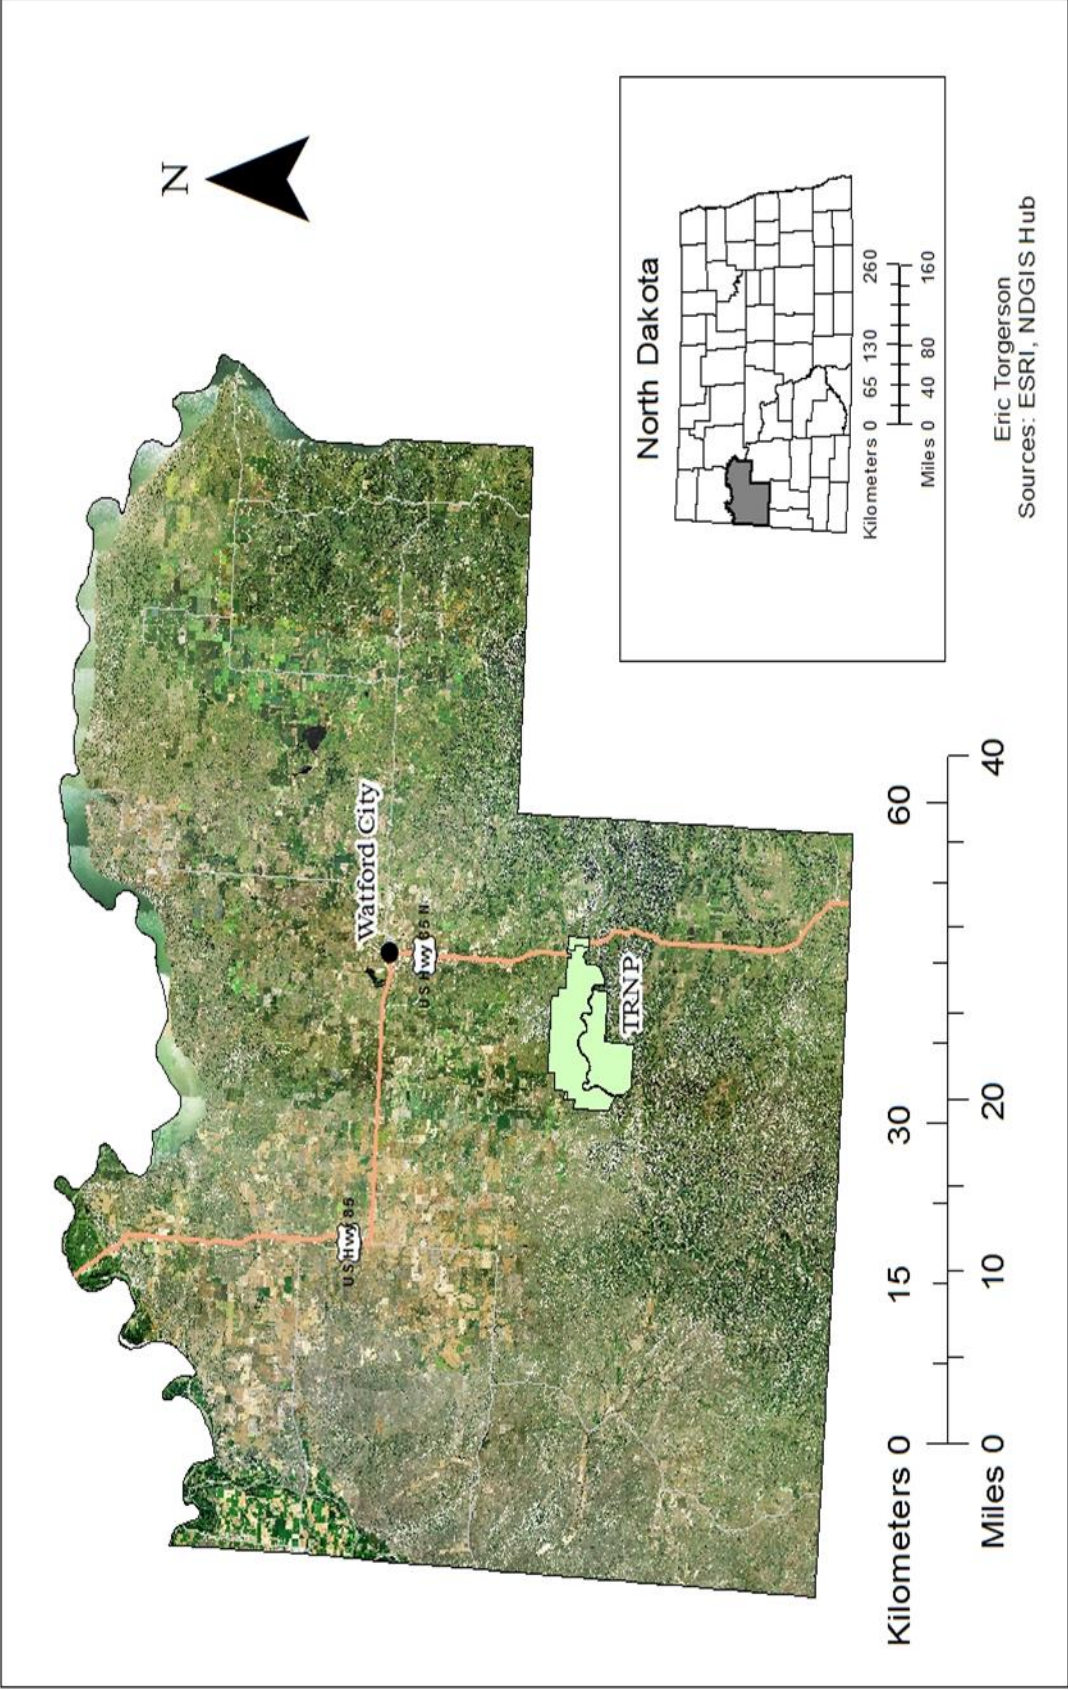 N
Watford City
US Hwy 85 N
US Hwy 85
TRNP
North Dakota
Kilometers 0 65 130 260
Miles 0 40 80 160
Kilometers 0 15 30 60
Miles 0 10 20 40
Eric Torgerson
Sources: ESRI, NDGIS Hub